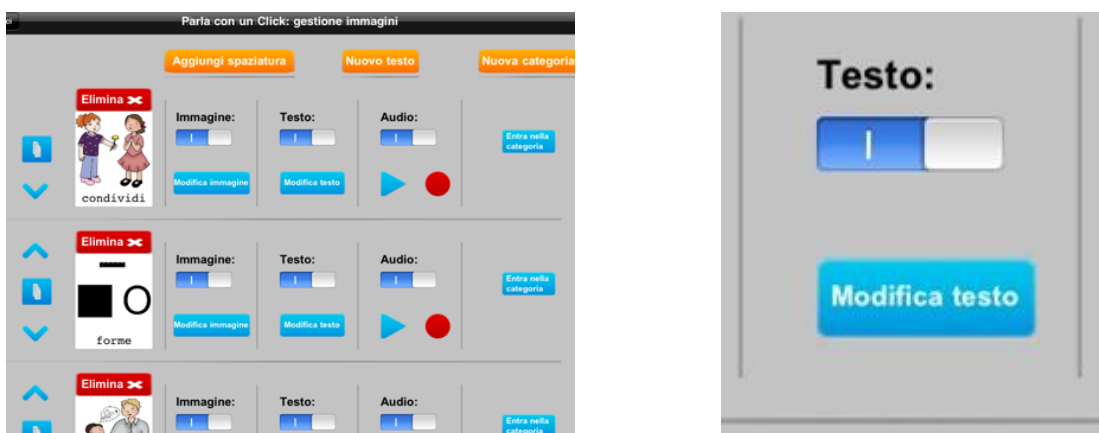 Parla con un Click: gestione immagini
Aggiungi spaziatura Nuovo testo Nuova categoria
Elimina
Immagine: Testo: Audio:
Entra nella
categoria
Modifica immagine Modifica testo
condividi
Elimina
Immagine: Testo: Audio:
Entra nella
categoria
Modifica immagine Modifica testo
forme
Elimina
Immagine: Testo: Audio:
Entra nella
categoria
Testo:
Modifica testo